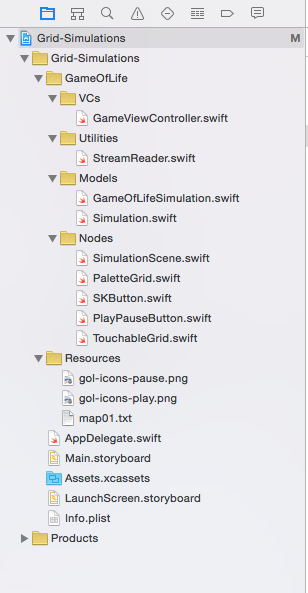 Grid-Simulations M
Grid-Simulations
GameOfLife
VCs
GameViewController.swift
Utilities
StreamReader.swift
Models
GameOfLifeSimulation.swift
Simulation.swift
Nodes
SimulationScene.swift
PaletteGrid.swift
SKButton.swift
PlayPauseButton.swift
TouchableGrid.swift
Resources
gol-icons-pause.png
gol-icons-play.png
map01.txt
AppDelegate.swift
Main.storyboard
Assets.xcassets
LaunchScreen.storyboard
Info.plist
Products